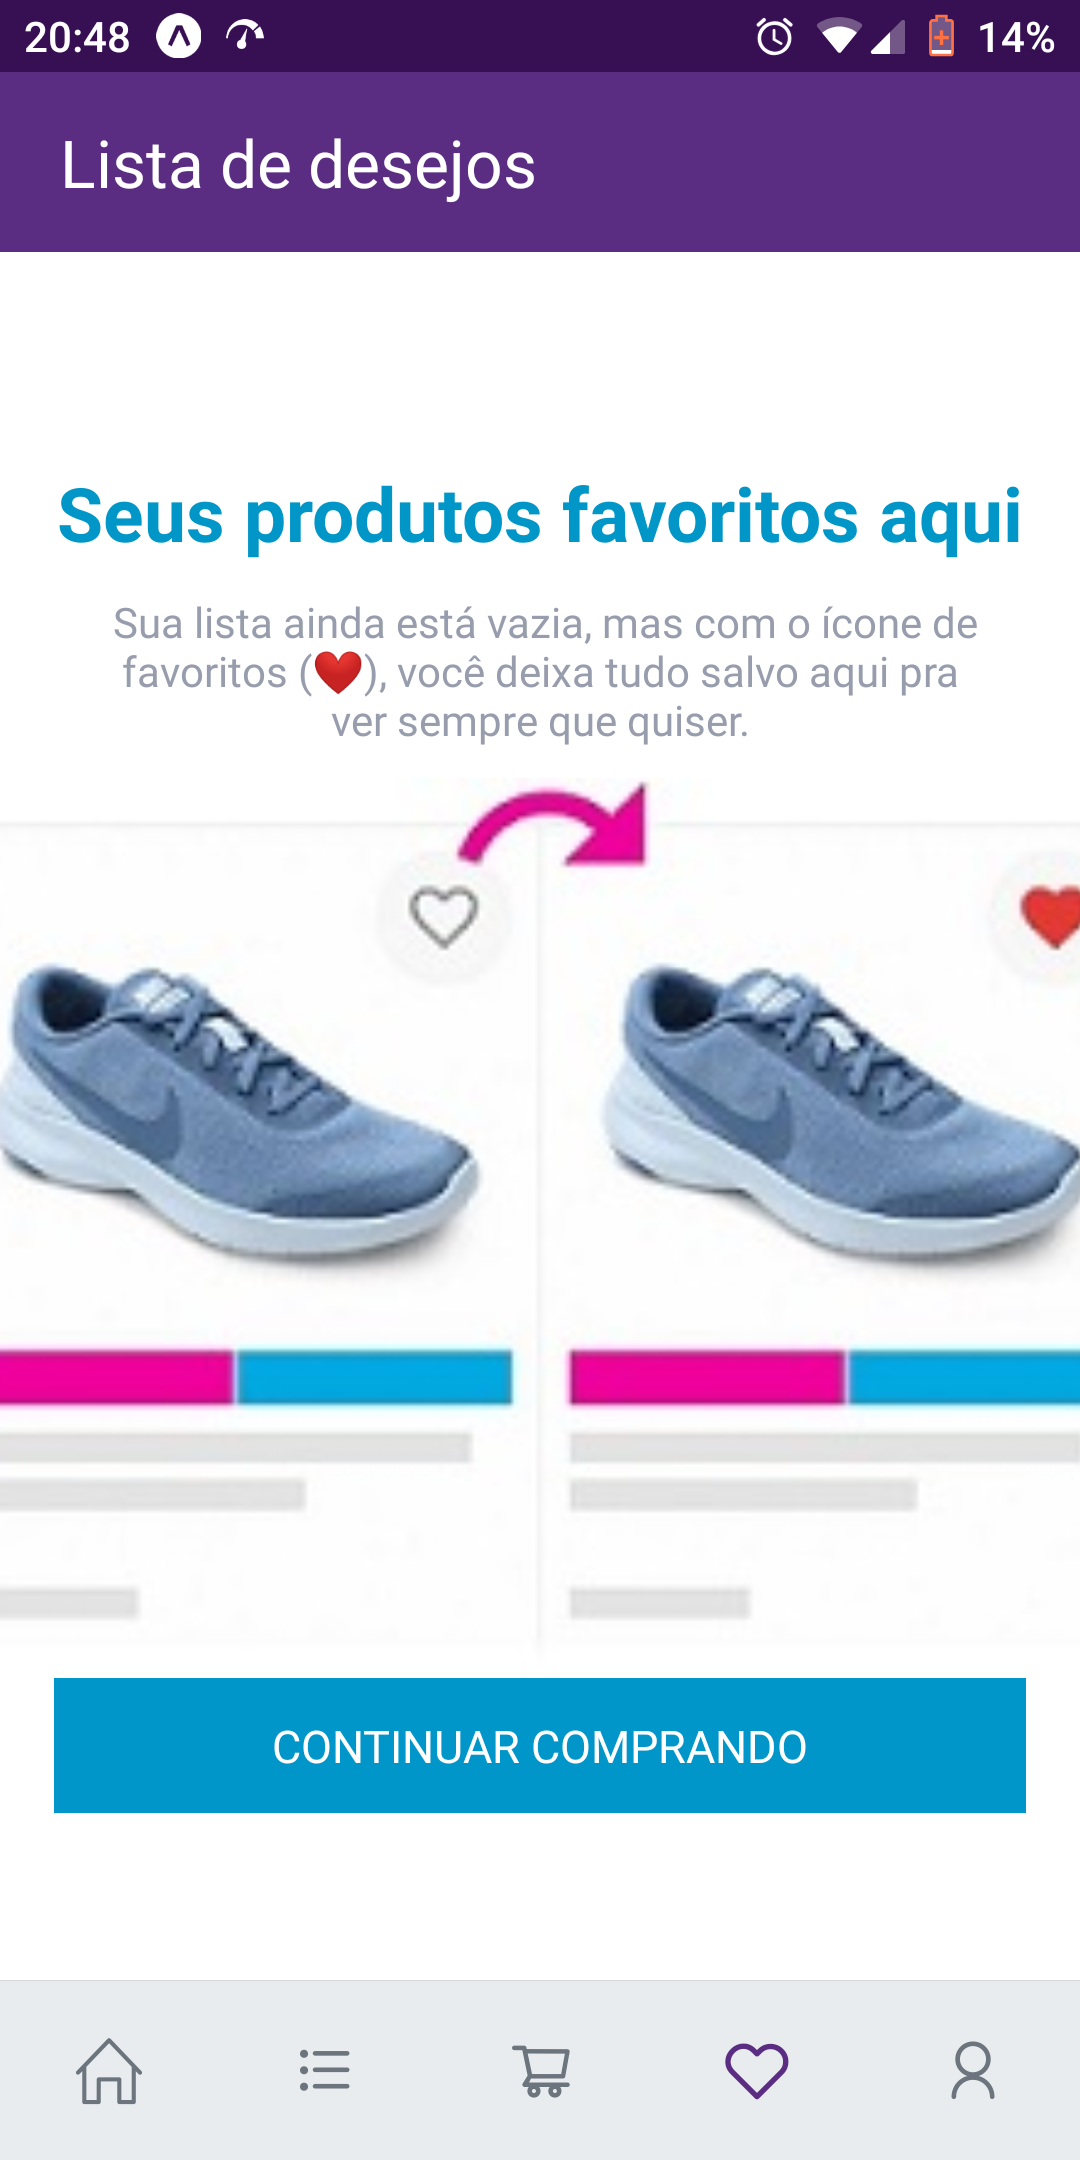 20:48
14%
Lista de desejos
Seus produtos favoritos aqui
Sua lista ainda está vazia, mas com o ícone de
favoritos (❤️), você deixa tudo salvo aqui pra
ver sempre que quiser.
CONTINUAR COMPRANDO